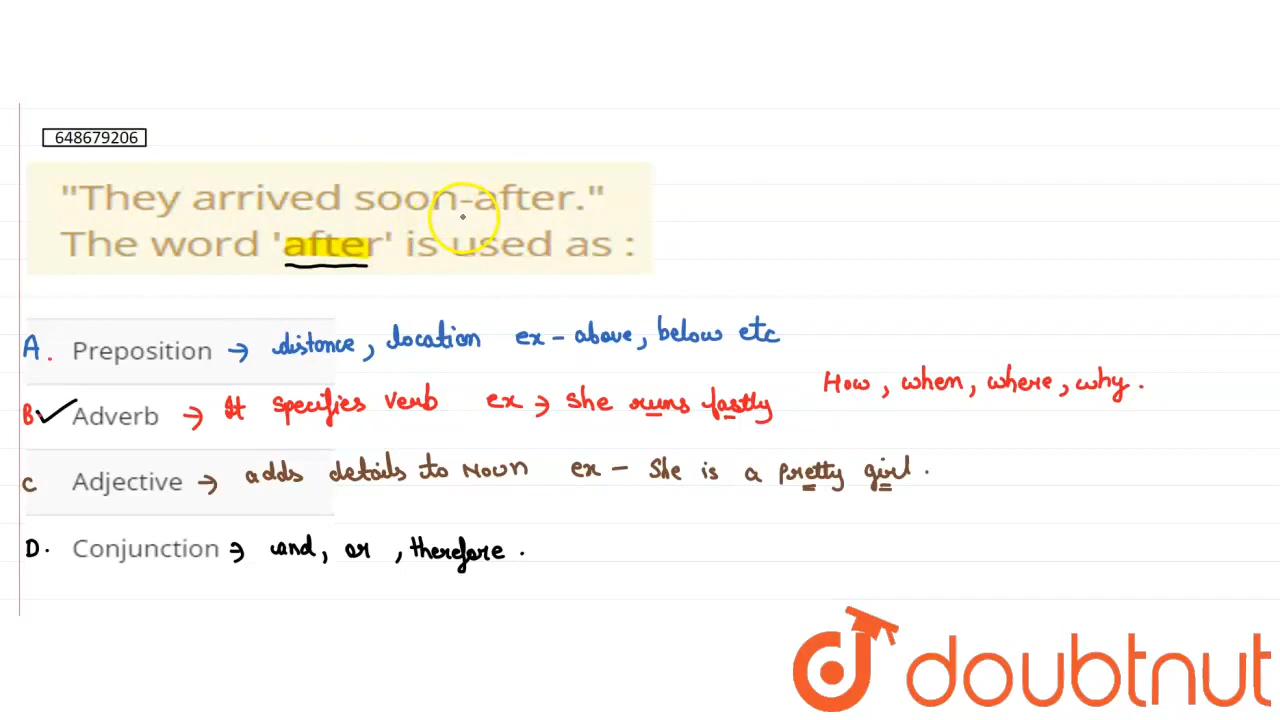 648679206
"They arrived soon-after."
The word 'after' is used as :
A. Preposition → distance, location ex - above, below etc
How, when, where, why.
B ✓ Adverb → It specifies verb ex → She runs fastly
C Adjective → adds details to Noun ex - She is a pretty girl.
D. Conjunction → and, or, therefore.
doubtnut